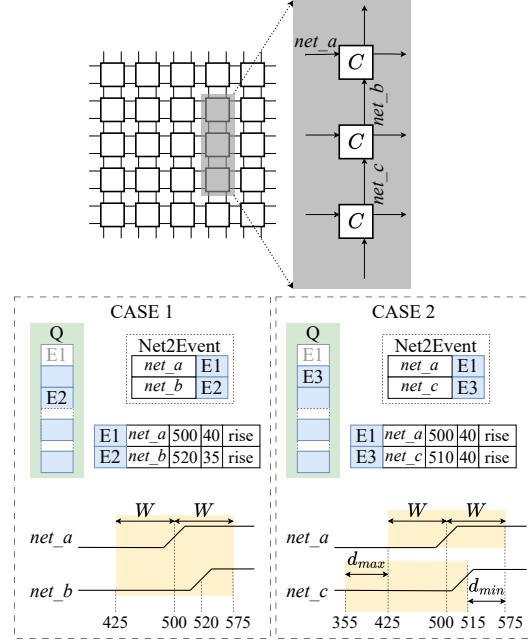 net_a
C
net_b
C
net_c
C
CASE 1
Q
E1
E2
Net2Event
net_a E1
net_b E2
E1 net_a 500 40 rise
E2 net_b 520 35 rise
W W
net_a
net_b
425 500 520 575
CASE 2
Q
E1
E3
Net2Event
net_a E1
net_c E3
E1 net_a 500 40 rise
E3 net_c 510 40 rise
W W
net_a
d_max
net_c
d_min
355 425 500 515 575